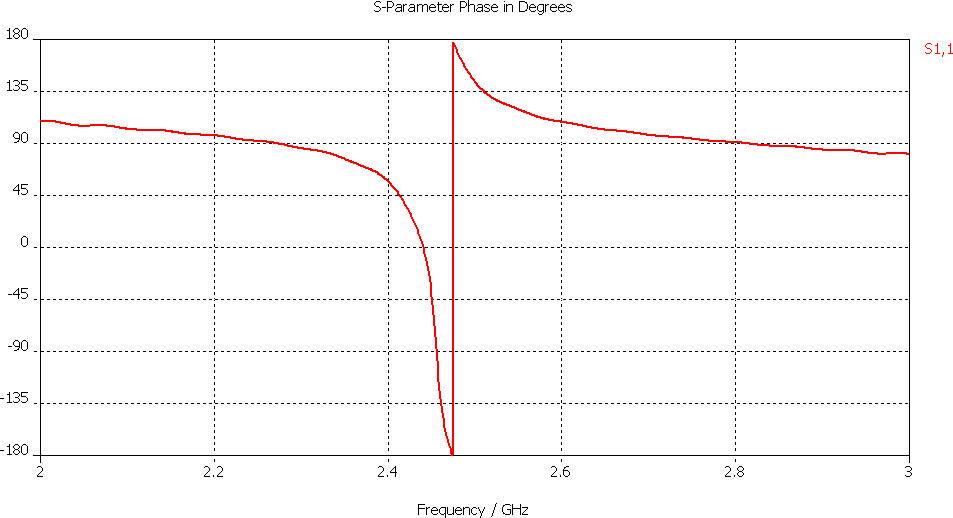 S-Parameter Phase in Degrees
180
S1,1
135
90
45
0
-45
-90
-135
-180
2 2.2 2.4 2.6 2.8 3
Frequency / GHz